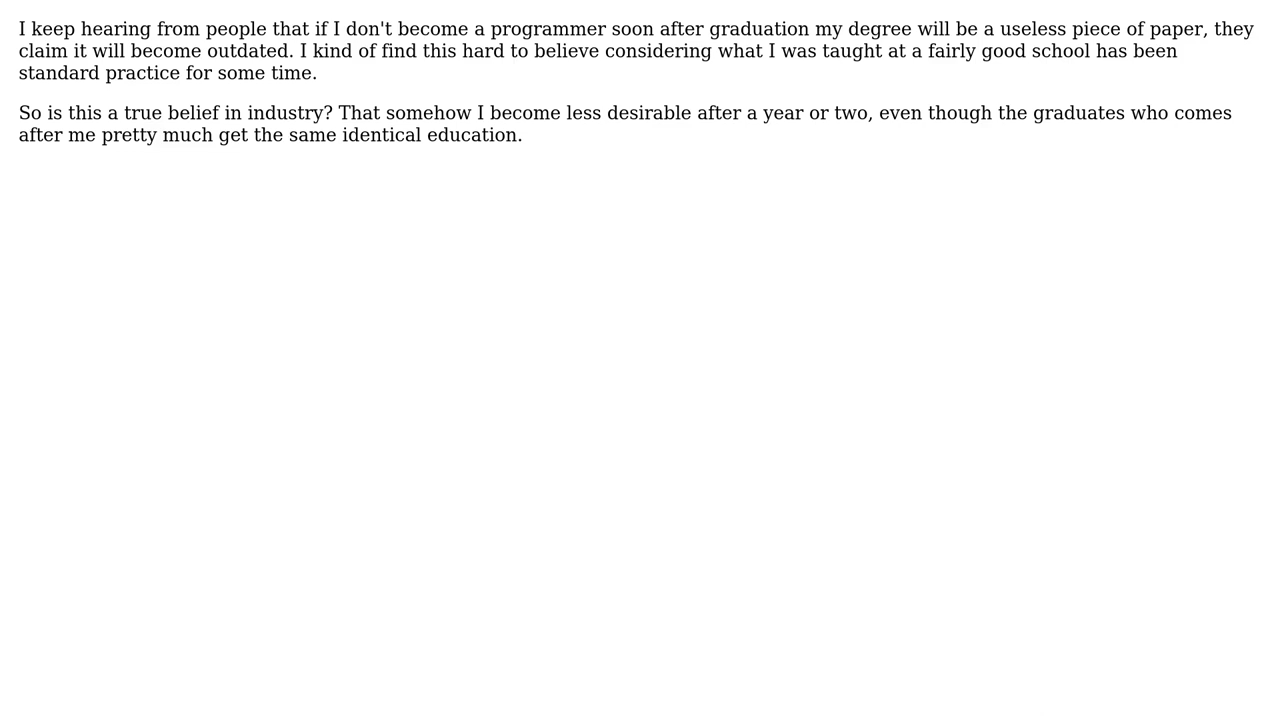 I keep hearing from people that if I don't become a programmer soon after graduation my degree will be a useless piece of paper, they
claim it will become outdated. I kind of find this hard to believe considering what I was taught at a fairly good school has been
standard practice for some time.
So is this a true belief in industry? That somehow I become less desirable after a year or two, even though the graduates who comes
after me pretty much get the same identical education.